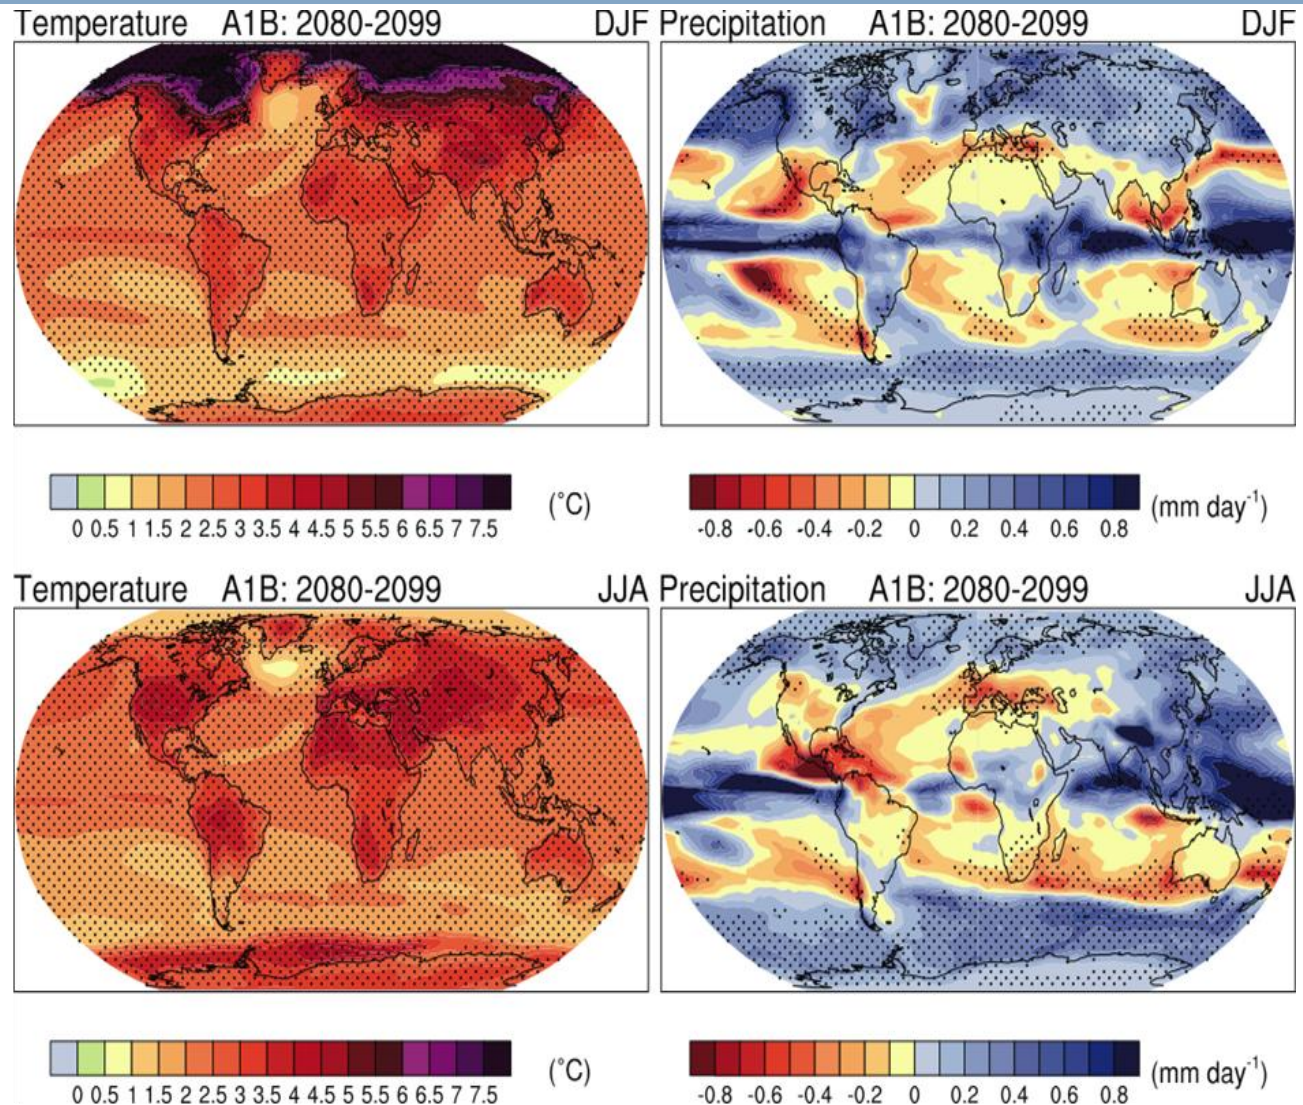 Temperature A1B: 2080-2099 DJF
Precipitation A1B: 2080-2099 DJF
0 0.5 1 1.5 2 2.5 3 3.5 4 4.5 5 5.5 6 6.5 7 7.5
(°C)
-0.8 -0.6 -0.4 -0.2 0 0.2 0.4 0.6 0.8
(mm day⁻¹)
Temperature A1B: 2080-2099 JJA
Precipitation A1B: 2080-2099 JJA
0 0.5 1 1.5 2 2.5 3 3.5 4 4.5 5 5.5 6 6.5 7 7.5
(°C)
-0.8 -0.6 -0.4 -0.2 0 0.2 0.4 0.6 0.8
(mm day⁻¹)